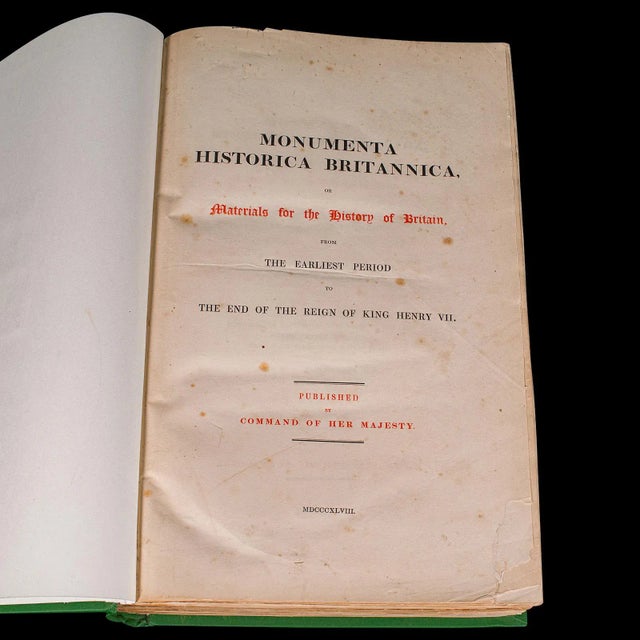 MONUMENTA
HISTORICA BRITANNICA,
OR
Materials for the History of Britain,
FROM
THE EARLIEST PERIOD
TO
THE END OF THE REIGN OF KING HENRY VII.
PUBLISHED
BY
COMMAND OF HER MAJESTY.
MDCCCXLVIII.